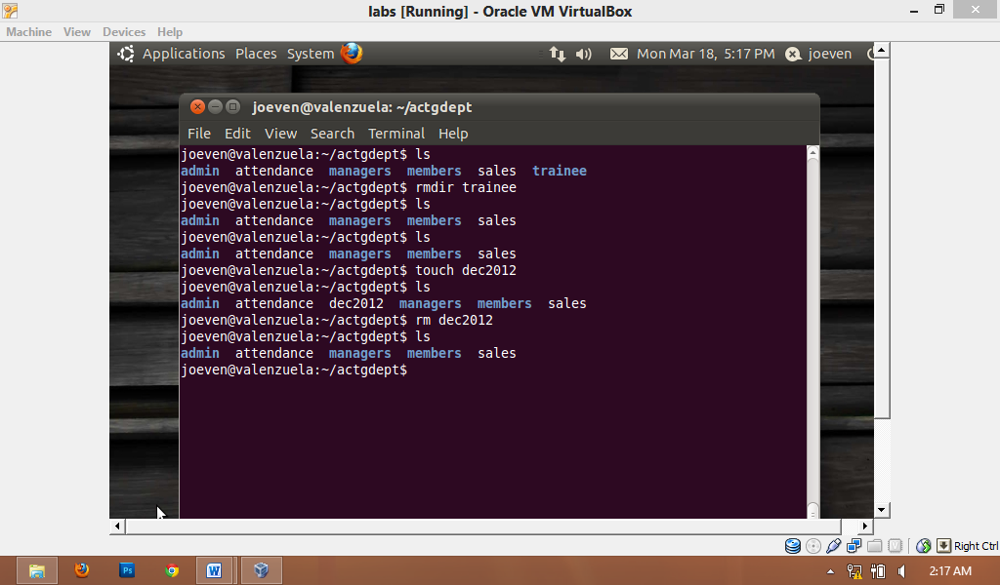 labs [Running] - Oracle VM VirtualBox
Machine View Devices Help
Applications Places System Mon Mar 18, 5:17 PM joeven
joeven@valenzuela: ~/actgdept
File Edit View Search Terminal Help
joeven@valenzuela:~/actgdept$ ls
admin attendance managers members sales trainee
joeven@valenzuela:~/actgdept$ rmdir trainee
joeven@valenzuela:~/actgdept$ ls
admin attendance managers members sales
joeven@valenzuela:~/actgdept$ ls
admin attendance managers members sales
joeven@valenzuela:~/actgdept$ touch dec2012
joeven@valenzuela:~/actgdept$ ls
admin attendance dec2012 managers members sales
joeven@valenzuela:~/actgdept$ rm dec2012
joeven@valenzuela:~/actgdept$ ls
admin attendance managers members sales
joeven@valenzuela:~/actgdept$
Right Ctrl
Ps W 2:17 AM